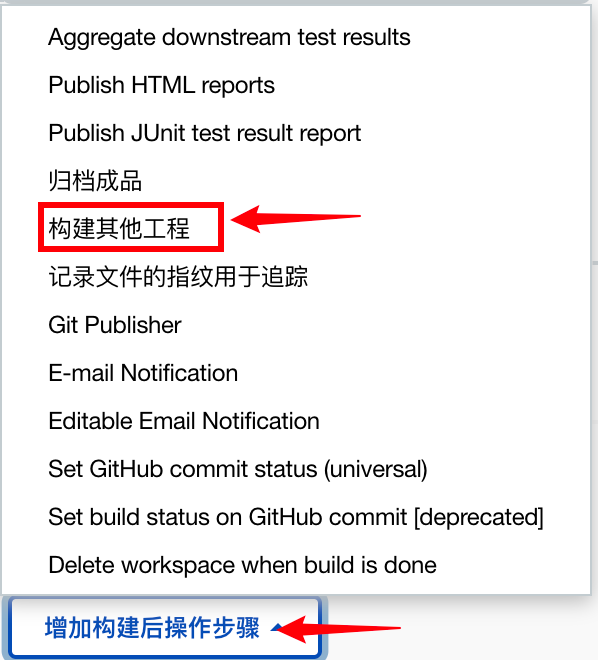 Aggregate downstream test results
Publish HTML reports
Publish JUnit test result report
归档成品
构建其他工程
记录文件的指纹用于追踪
Git Publisher
E-mail Notification
Editable Email Notification
Set GitHub commit status (universal)
Set build status on GitHub commit [deprecated]
Delete workspace when build is done
增加构建后操作步骤